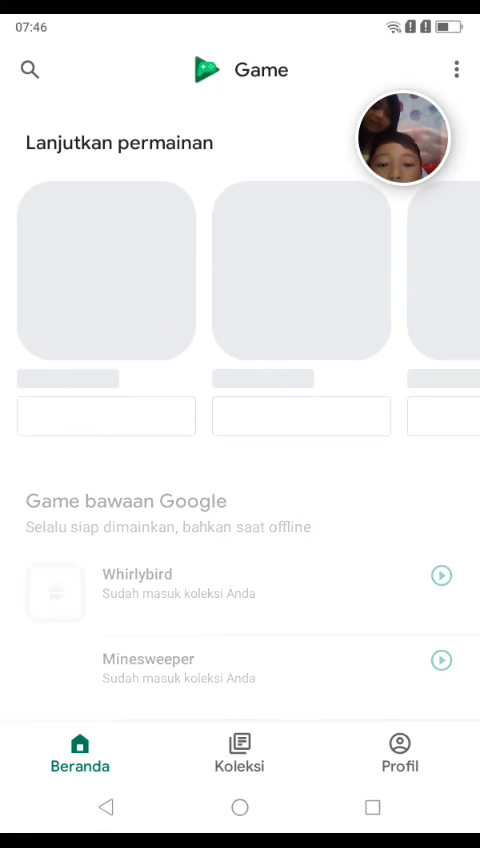 07:46
Game
Lanjutkan permainan
Game bawaan Google
Selalu siap dimainkan, bahkan saat offline
Whirlybird
Sudah masuk koleksi Anda
Minesweeper
Sudah masuk koleksi Anda
Beranda
Koleksi
Profil